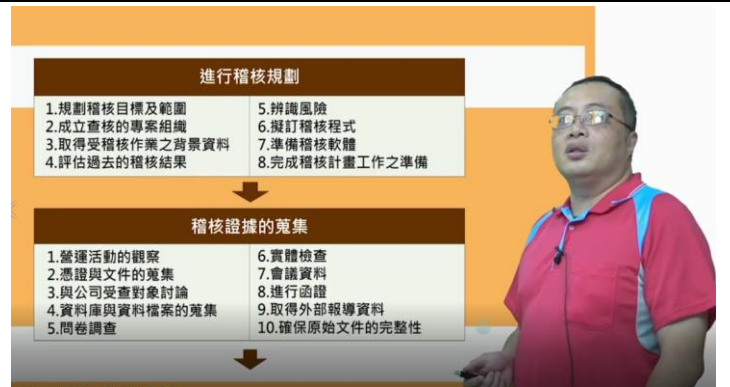 進行稽核規劃
1.規劃稽核目標及範圍
2.成立查核的專案組織
3.取得受稽核作業之背景資料
4.評估過去的稽核結果
5.辨識風險
6.擬訂稽核程式
7.準備稽核軟體
8.完成稽核計畫工作之準備
稽核證據的蒐集
1.營運活動的觀察
2.憑證與文件的蒐集
3.與公司受查對象討論
4.資料庫與資料檔案的蒐集
5.問卷調查
6.實體檢查
7.會議資料
8.進行函證
9.取得外部報導資料
10.確保原始文件的完整性